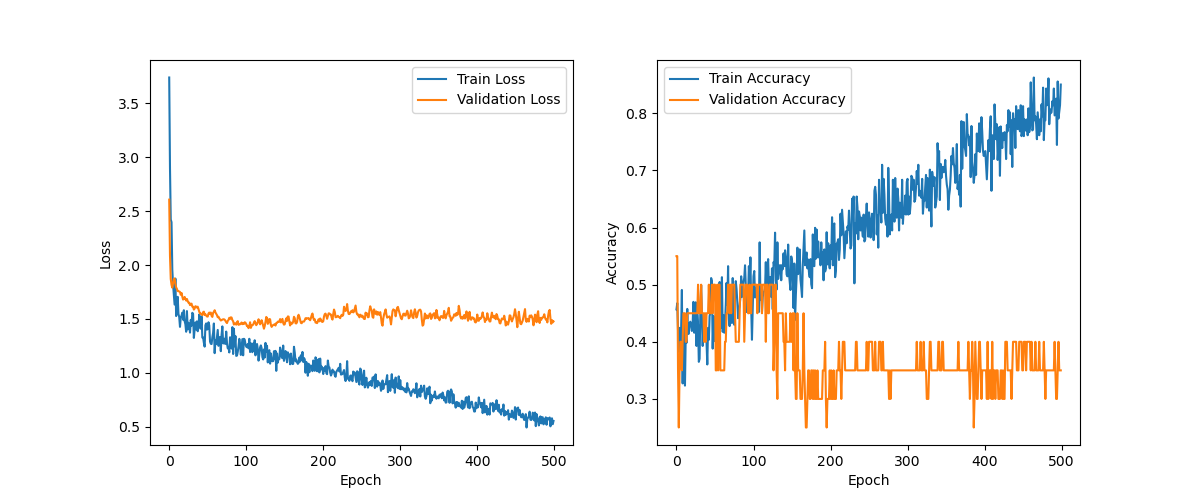 Train Loss
Validation Loss
3.5
3.0
2.5
2.0
1.5
1.0
0.5
Loss
0 100 200 300 400 500
Epoch
Train Accuracy
Validation Accuracy
0.8
0.7
0.6
0.5
0.4
0.3
Accuracy
0 100 200 300 400 500
Epoch